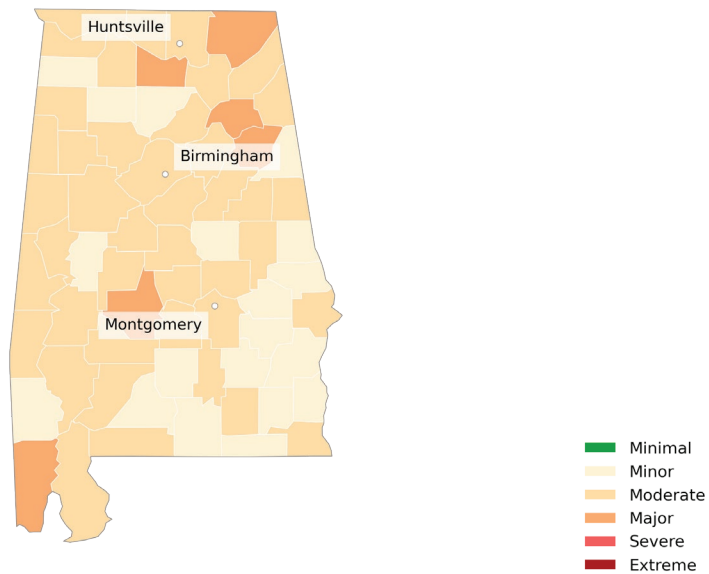 Huntsville
Birmingham
Montgomery
Minimal
Minor
Moderate
Major
Severe
Extreme